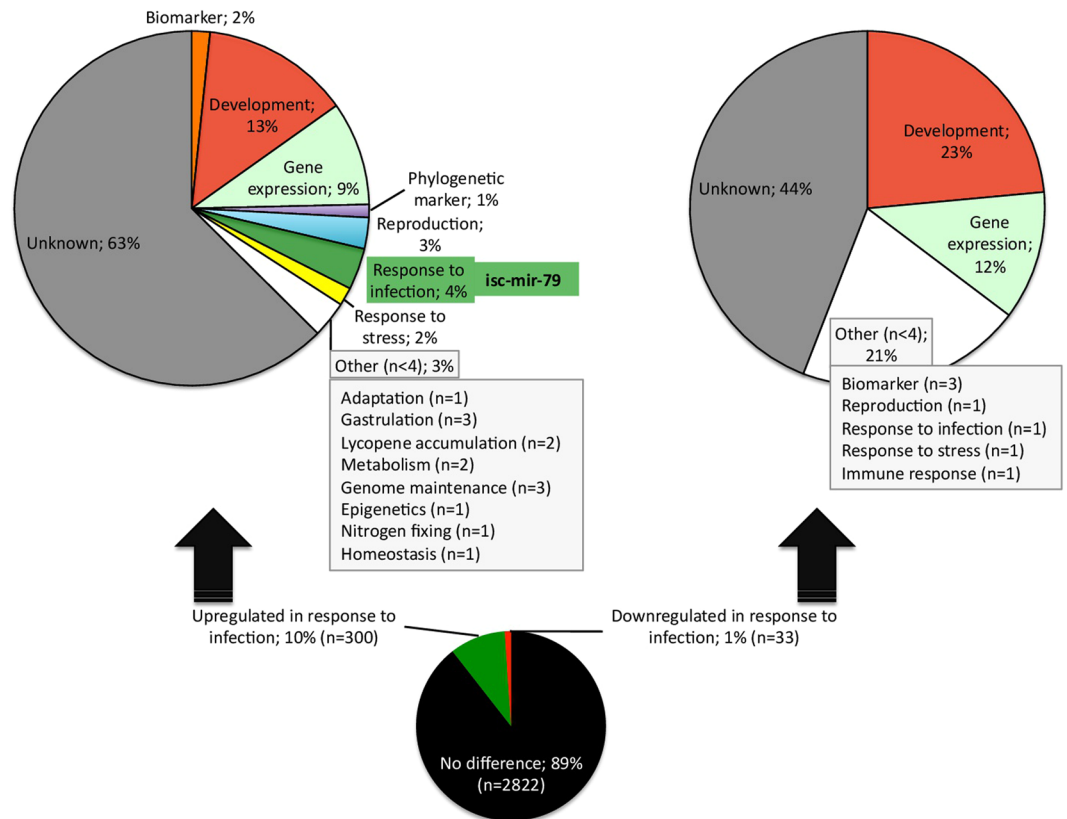 Biomarker; 2%
Development;
13%
Gene
expression; 9%
Phylogenetic
marker; 1%
Reproduction;
3%
Response to
infection; 4%
isc-mir-79
Response to
stress; 2%
Other (n<4); 3%
Unknown; 63%
Adaptation (n=1)
Gastrulation (n=3)
Lycopene accumulation (n=2)
Metabolism (n=2)
Genome maintenance (n=3)
Epigenetics (n=1)
Nitrogen fixing (n=1)
Homeostasis (n=1)
Development;
23%
Gene
expression;
12%
Unknown; 44%
Other (n<4);
21%
Biomarker (n=3)
Reproduction (n=1)
Response to infection (n=1)
Response to stress (n=1)
Immune response (n=1)
Upregulated in response to
infection; 10% (n=300)
Downregulated in response to
infection; 1% (n=33)
No difference; 89%
(n=2822)